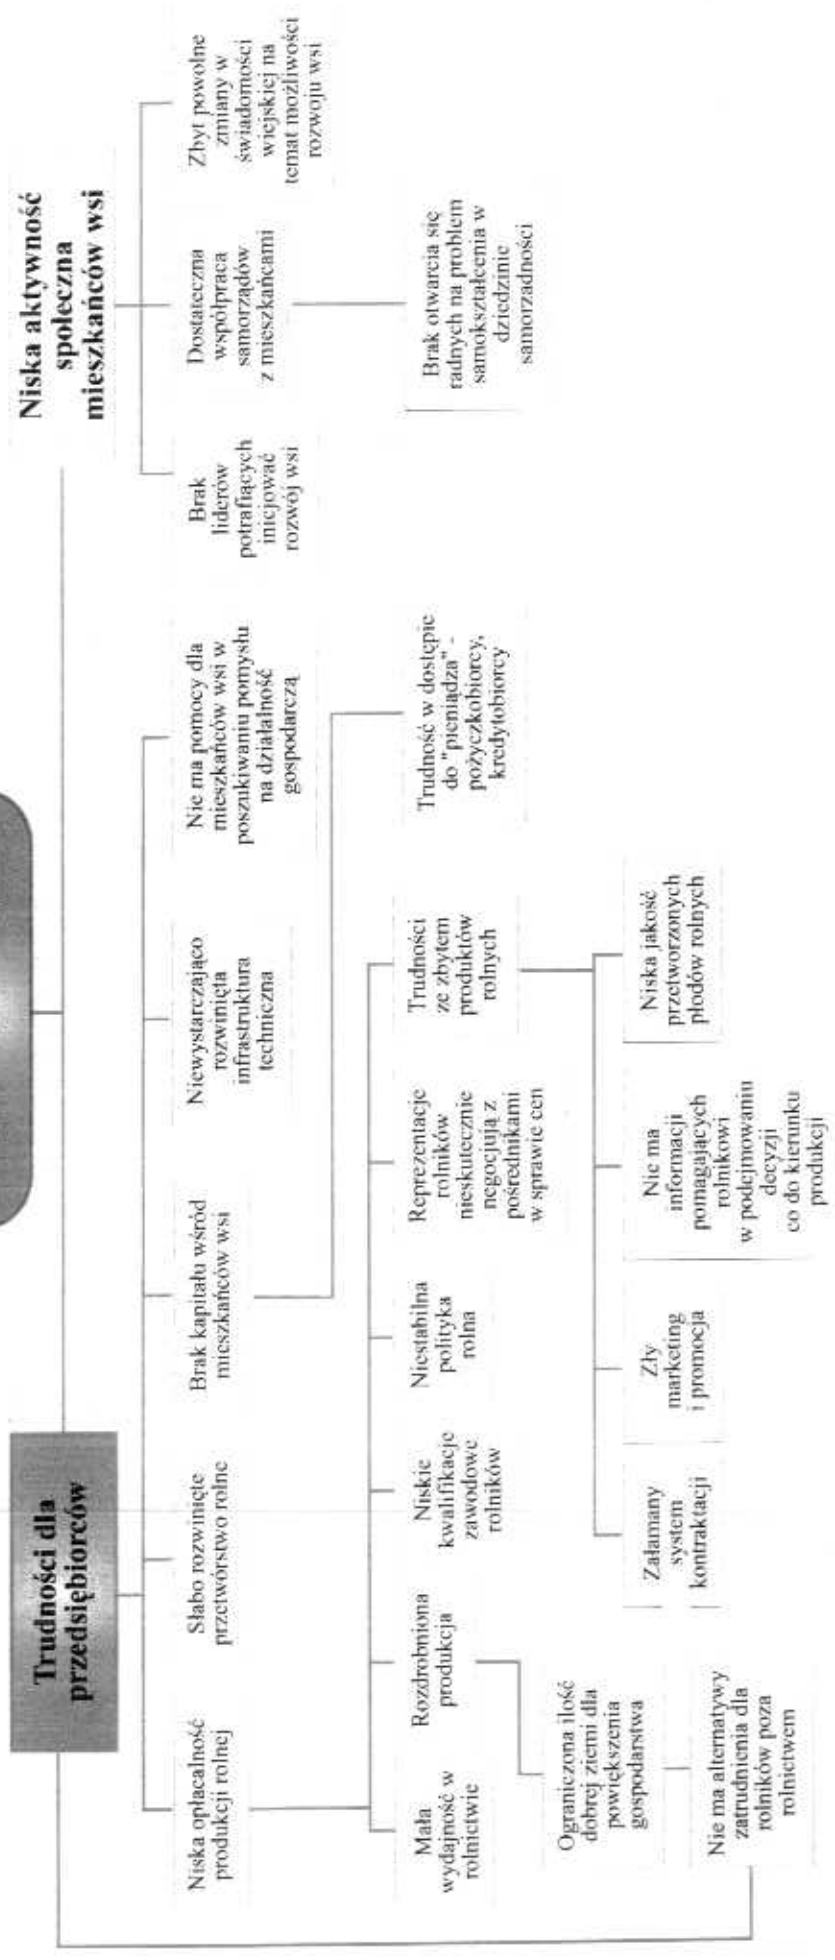 Trudności dla
przedsiębiorców
Niska aktywność
społeczna
mieszkańców wsi
Niska opłacalność
produkcji rolnej
Słabo rozwinięte
przetwórstwo rolne
Brak kapitału wśród
mieszkańców wsi
Niewystarczająco
rozwinięta
infrastruktura
techniczna
Nie ma pomocy dla
mieszkańców wsi w
poszukiwaniu pomysłu
na działalność
gospodarczą
Brak
liderów
potrafiących
inicjować
rozwój wsi
Dostateczna
współpraca
samorządów
z mieszkańcami
Zbyt powolne
zmiany w
świadomości
wiejskiej na
temat możliwości
rozwoju wsi
Mała
wydajność w
rolnictwie
Rozdrobniona
produkcja
Niskie
kwalifikacje
zawodowe
rolników
Niestabilna
polityka
rolna
Reprezentacje
rolników
nieskutecznie
negocjują z
pośrednikami
w sprawie cen
Trudności
ze zbytem
produktów
rolnych
Trudność w dostępie
do "pieniądza" -
pożyczkobiorcy,
kredytobiorcy
Brak otwarcia się
radnych na problem
samokształcenia w
dziedzinie
samorzadności
Ograniczona ilość
dobrej ziemi dla
powiększenia
gospodarstwa
Załamany
system
kontraktacji
Zły
marketing
i promocja
Nie ma
informacji
pomagających
rolnikowi
w podejmowaniu
decyzji
co do kierunku
produkcji
Niska jakość
przetworzonych
płodów rolnych
Nie ma alternatywy
zatrudnienia dla
rolników poza
rolnictwem